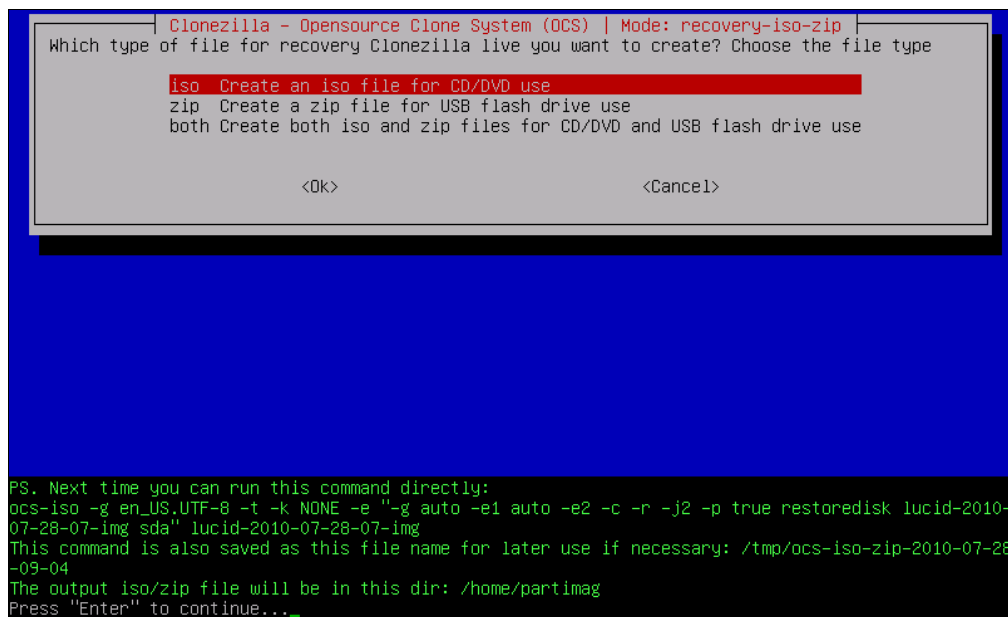 Clonezilla - Opensource Clone System (OCS) | Mode: recovery-iso-zip
Which type of file for recovery Clonezilla live you want to create? Choose the file type
iso Create an iso file for CD/DVD use
zip Create a zip file for USB flash drive use
both Create both iso and zip files for CD/DVD and USB flash drive use
<Ok> <Cancel>
PS. Next time you can run this command directly:
ocs-iso -g en_US.UTF-8 -t -k NONE -e "-g auto -e1 auto -e2 -c -r -j2 -p true restoredisk lucid-2010-
07-28-07-img sda" lucid-2010-07-28-07-img
This command is also saved as this file name for later use if necessary: /tmp/ocs-iso-zip-2010-07-28
-09-04
The output iso/zip file will be in this dir: /home/partimag
Press "Enter" to continue..._